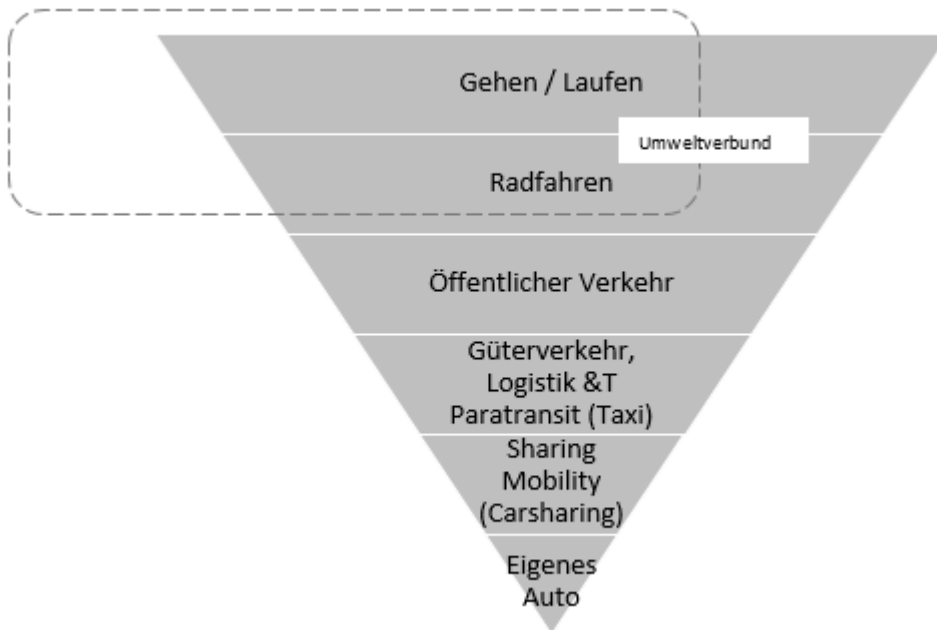 Gehen / Laufen
Umweltverbund
Radfahren
Öffentlicher Verkehr
Güterverkehr,
Logistik &T
Paratransit (Taxi)
Sharing
Mobility
(Carsharing)
Eigenes
Auto